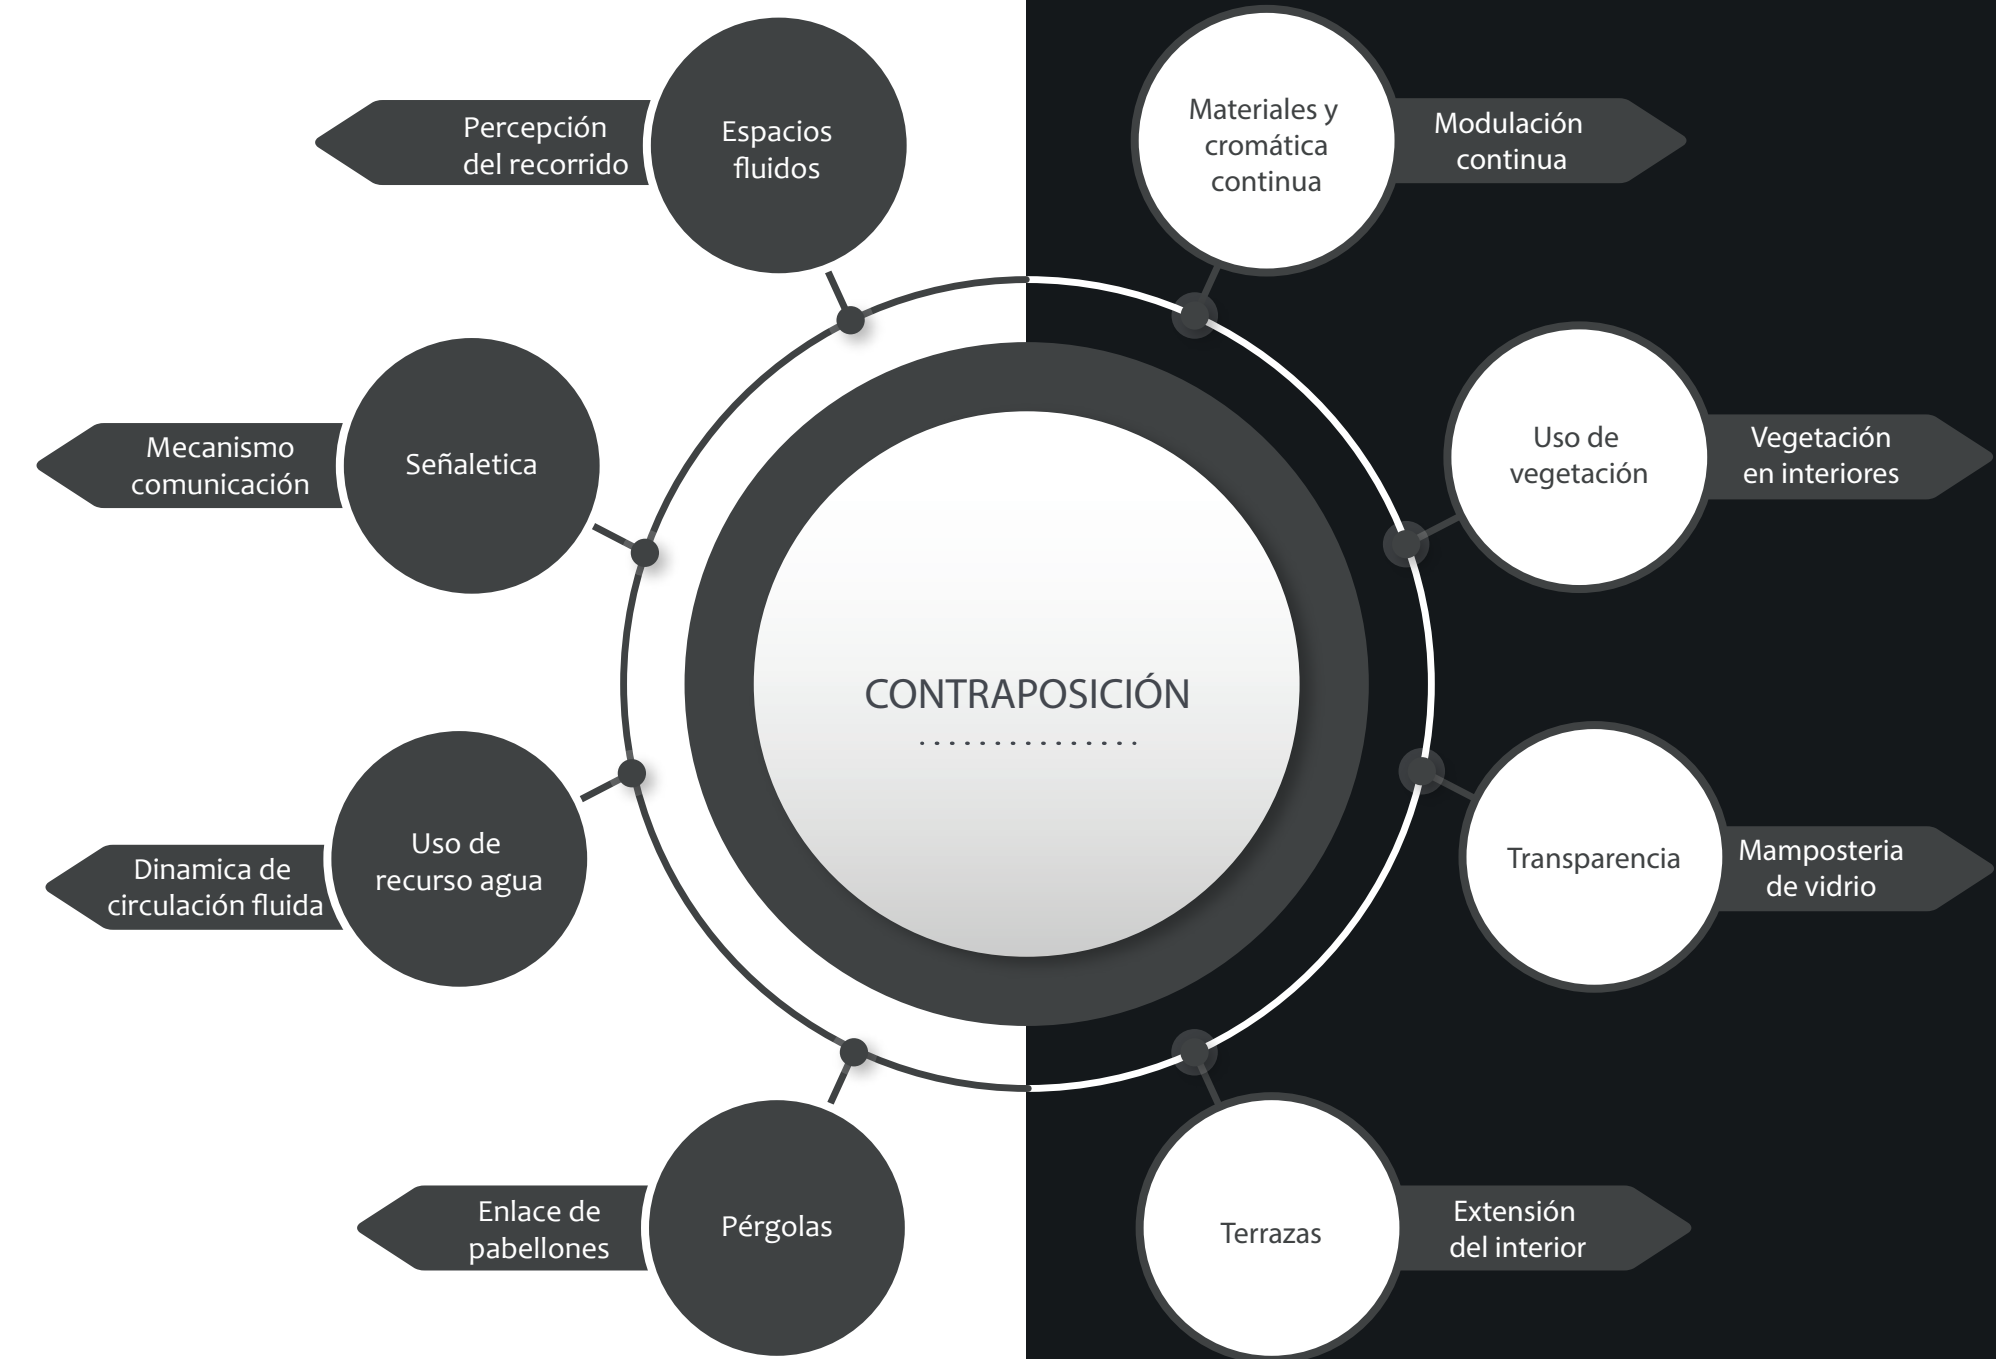 Percepción
del recorrido
Espacios
fluidos
Materiales y
cromática
continua
Modulación
continua
Mecanismo
comunicación
Señaletica
Uso de
vegetación
Vegetación
en interiores
CONTRAPOSICIÓN
Dinamica de
circulación fluida
Uso de
recurso agua
Transparencia
Mamposteria
de vidrio
Enlace de
pabellones
Pérgolas
Terrazas
Extensión
del interior